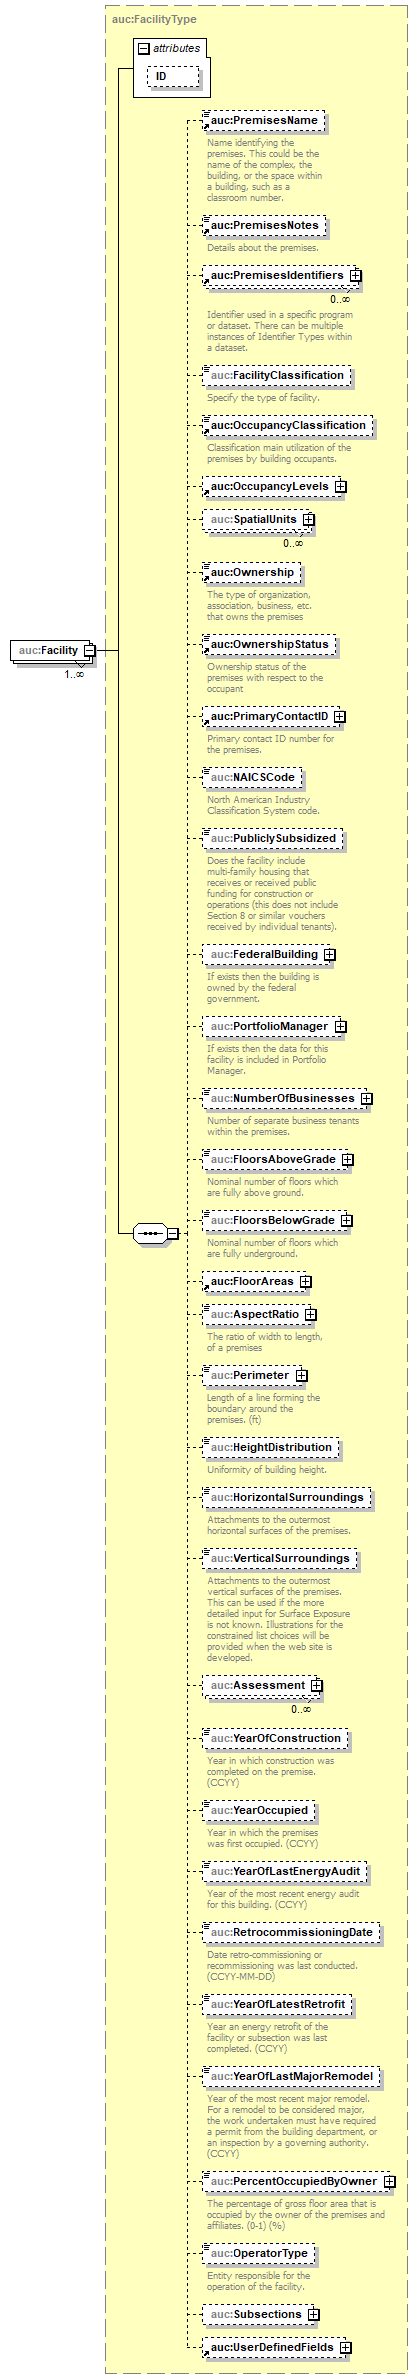 auc:FacilityType
attributes
ID
auc:PremisesName
Name identifying the
premises. This could be the
name of the complex, the
building, or the space within
a building, such as a
classroom number.
auc:PremisesNotes
Details about the premises.
auc:PremisesIdentifiers
0..∞
Identifier used in a specific program
or dataset. There can be multiple
instances of Identifier Types within
a dataset.
auc:FacilityClassification
Specify the type of facility.
auc:OccupancyClassification
Classification main utilization of the
premises by building occupants.
auc:OccupancyLevels
auc:SpatialUnits
0..∞
auc:Ownership
The type of organization,
association, business, etc.
that owns the premises
auc:OwnershipStatus
Ownership status of the
premises with respect to the
occupant
auc:Facility
1..∞
auc:PrimaryContactID
Primary contact ID number for
the premises.
auc:NAICSCode
North American Industry
Classification System code.
auc:PubliclySubsidized
Does the facility include
multi-family housing that
receives or received public
funding for construction or
operations (this does not include
Section 8 or similar vouchers
received by individual tenants).
auc:FederalBuilding
If exists then the building is
owned by the federal
government.
auc:PortfolioManager
If exists then the data for this
facility is included in Portfolio
Manager.
auc:NumberOfBusinesses
Number of separate business tenants
within the premises.
auc:FloorsAboveGrade
Nominal number of floors which
are fully above ground.
auc:FloorsBelowGrade
Nominal number of floors which
are fully underground.
auc:FloorAreas
auc:AspectRatio
The ratio of width to length,
of a premises
auc:Perimeter
Length of a line forming the
boundary around the
premises. (ft)
auc:HeightDistribution
Uniformity of building height.
auc:HorizontalSurroundings
Attachments to the outermost
horizontal surfaces of the premises.
auc:VerticalSurroundings
Attachments to the outermost
vertical surfaces of the premises.
This can be used if the more
detailed input for Surface Exposure
is not known. Illustrations for the
constrained list choices will be
provided when the web site is
developed.
auc:Assessment
0..∞
auc:YearOfConstruction
Year in which construction was
completed on the premise.
(CCYY)
auc:YearOccupied
Year in which the premises
was first occupied. (CCYY)
auc:YearOfLastEnergyAudit
Year of the most recent energy audit
for this building. (CCYY)
auc:RetrocommissioningDate
Date retro-commissioning or
recommissioning was last conducted.
(CCYY-MM-DD)
auc:YearOfLatestRetrofit
Year an energy retrofit of the
facility or subsection was last
completed. (CCYY)
auc:YearOfLastMajorRemodel
Year of the most recent major remodel.
For a remodel to be considered major,
the work undertaken must have required
a permit from the building department, or
an inspection by a governing authority.
(CCYY)
auc:PercentOccupiedByOwner
The percentage of gross floor area that is
occupied by the owner of the premises and
affiliates. (0-1) (%)
auc:OperatorType
Entity responsible for the
operation of the facility.
auc:Subsections
auc:UserDefinedFields